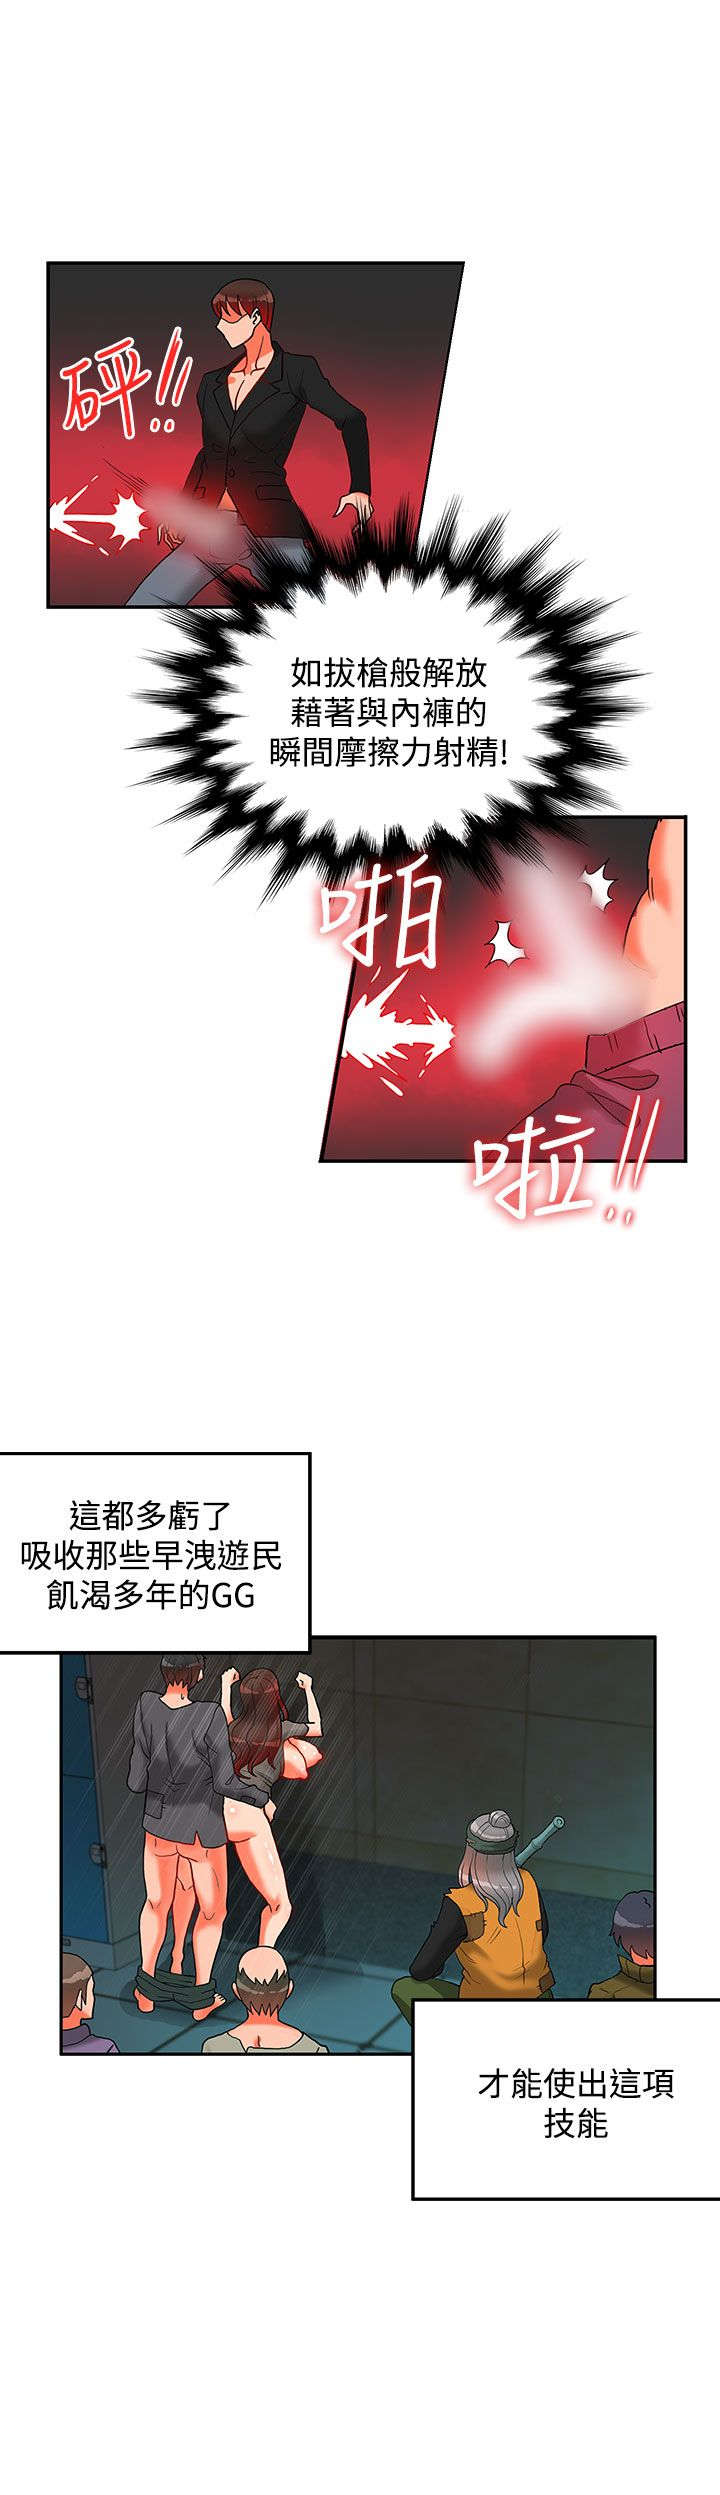 砰!!
如拔槍般解放
藉著與內褲的
瞬間摩擦力射精!
啪
啦!!
這都多虧了
吸收那些早洩遊民
飢渴多年的GG
才能使出這項
技能